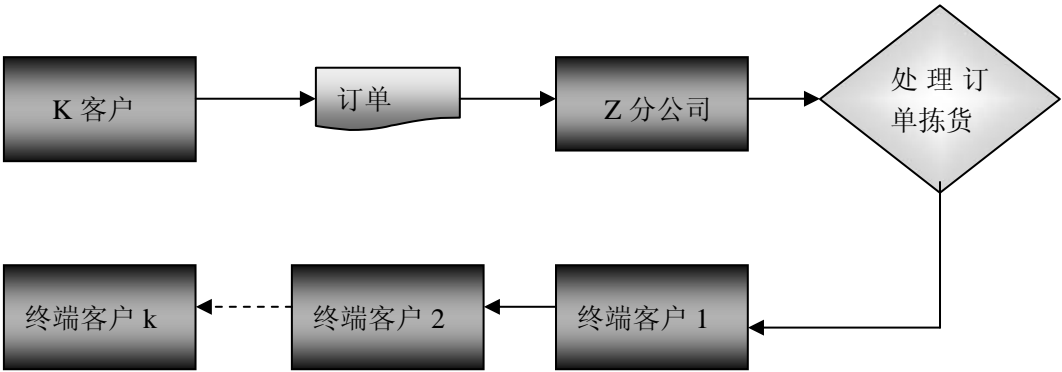 K 客户
订单
Z 分公司
处 理 订
单拣货
终端客户 k
终端客户 2
终端客户 1